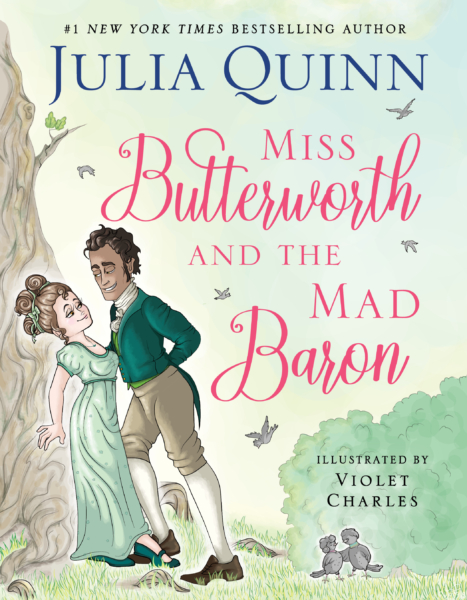 #1 NEW YORK TIMES BESTSELLING AUTHOR
JULIA QUINN
MISS
Butterworth
AND THE
MAD
Baron
ILLUSTRATED BY
VIOLET
CHARLES